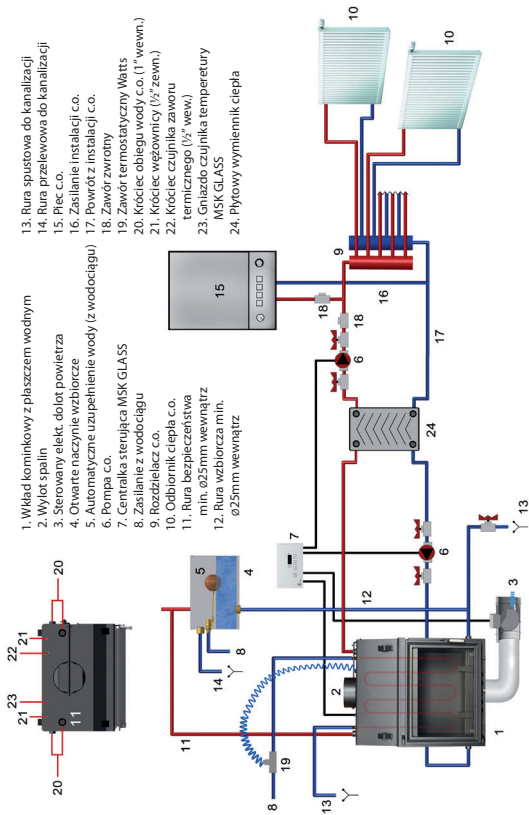 1. Wkład kominkowy z płaszczem wodnym
2. Wylot spalin
3. Sterowany elekt. dolot powietrza
4. Otwarte naczynie wzbiorcze
5. Automatyczne uzupełnienie wody (z wodociągu)
6. Pompa c.o.
7. Centralka sterująca MSK GLASS
8. Zasilanie z wodociągu
9. Rozdzielacz c.o.
10. Odbiornik ciepła c.o.
11. Rura bezpieczeństwa
min. ø25mm wewnątrz
12. Rura wzbiorcza min.
ø25mm wewnątrz
13. Rura spustowa do kanalizacji
14. Rura przelewowa do kanalizacji
15. Piec c.o.
16. Zasilanie instalacji c.o.
17. Powrót z instalacji c.o.
18. Zawór zwrotny
19. Zawór termostatyczny Watts
20. Króciec obiegu wody c.o. (1" wewn.)
21. Króciec wężownicy (½" zewn.)
22. Króciec czujnika zaworu
termicznego (½" wew.)
23. Gniazdo czujnika temperetury
MSK GLASS
24. Płytowy wymiennik ciepła
20
21
23
22
21
20
11
10
10
15
9
18
16
18
6
17
24
7
5
4
8
14
11
12
6
13
3
2
19
8
13
1